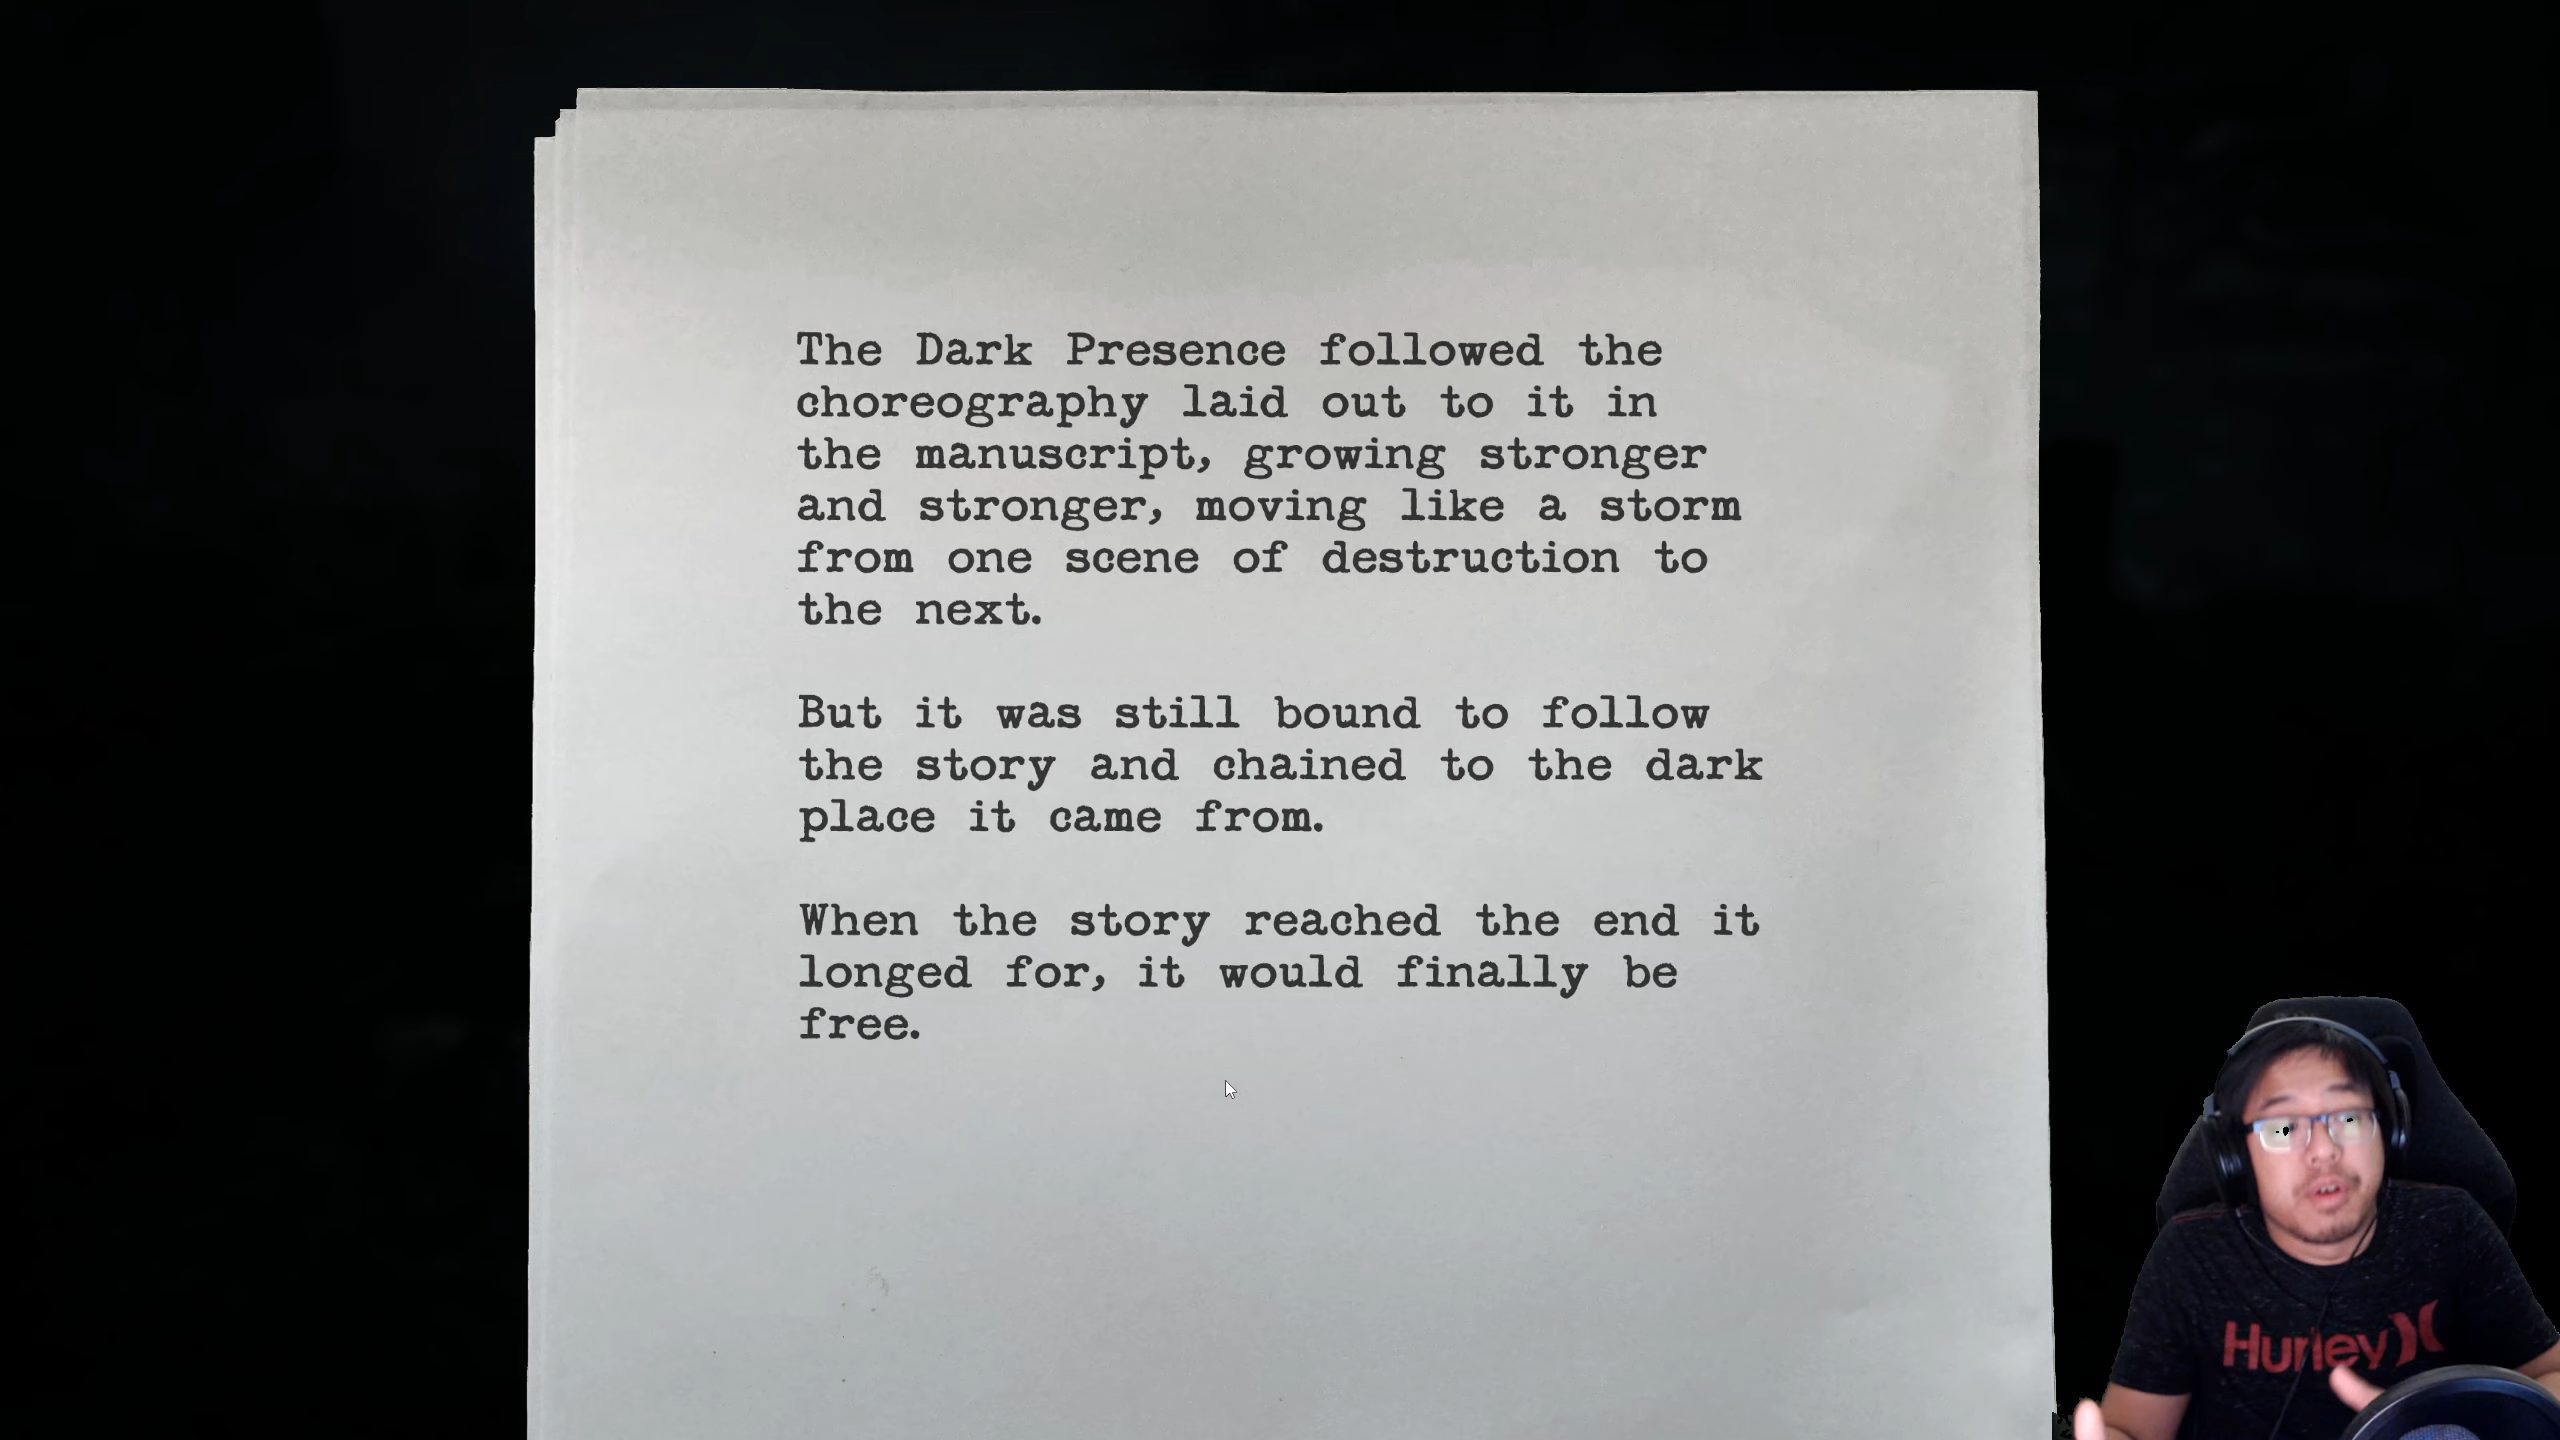 The Dark Presence followed the
choreography laid out to it in
the manuscript, growing stronger
and stronger, moving like a storm
from one scene of destruction to
the next.
But it was still bound to follow
the story and chained to the dark
place it came from.
When the story reached the end it
longed for, it would finally be
free.
Hurley